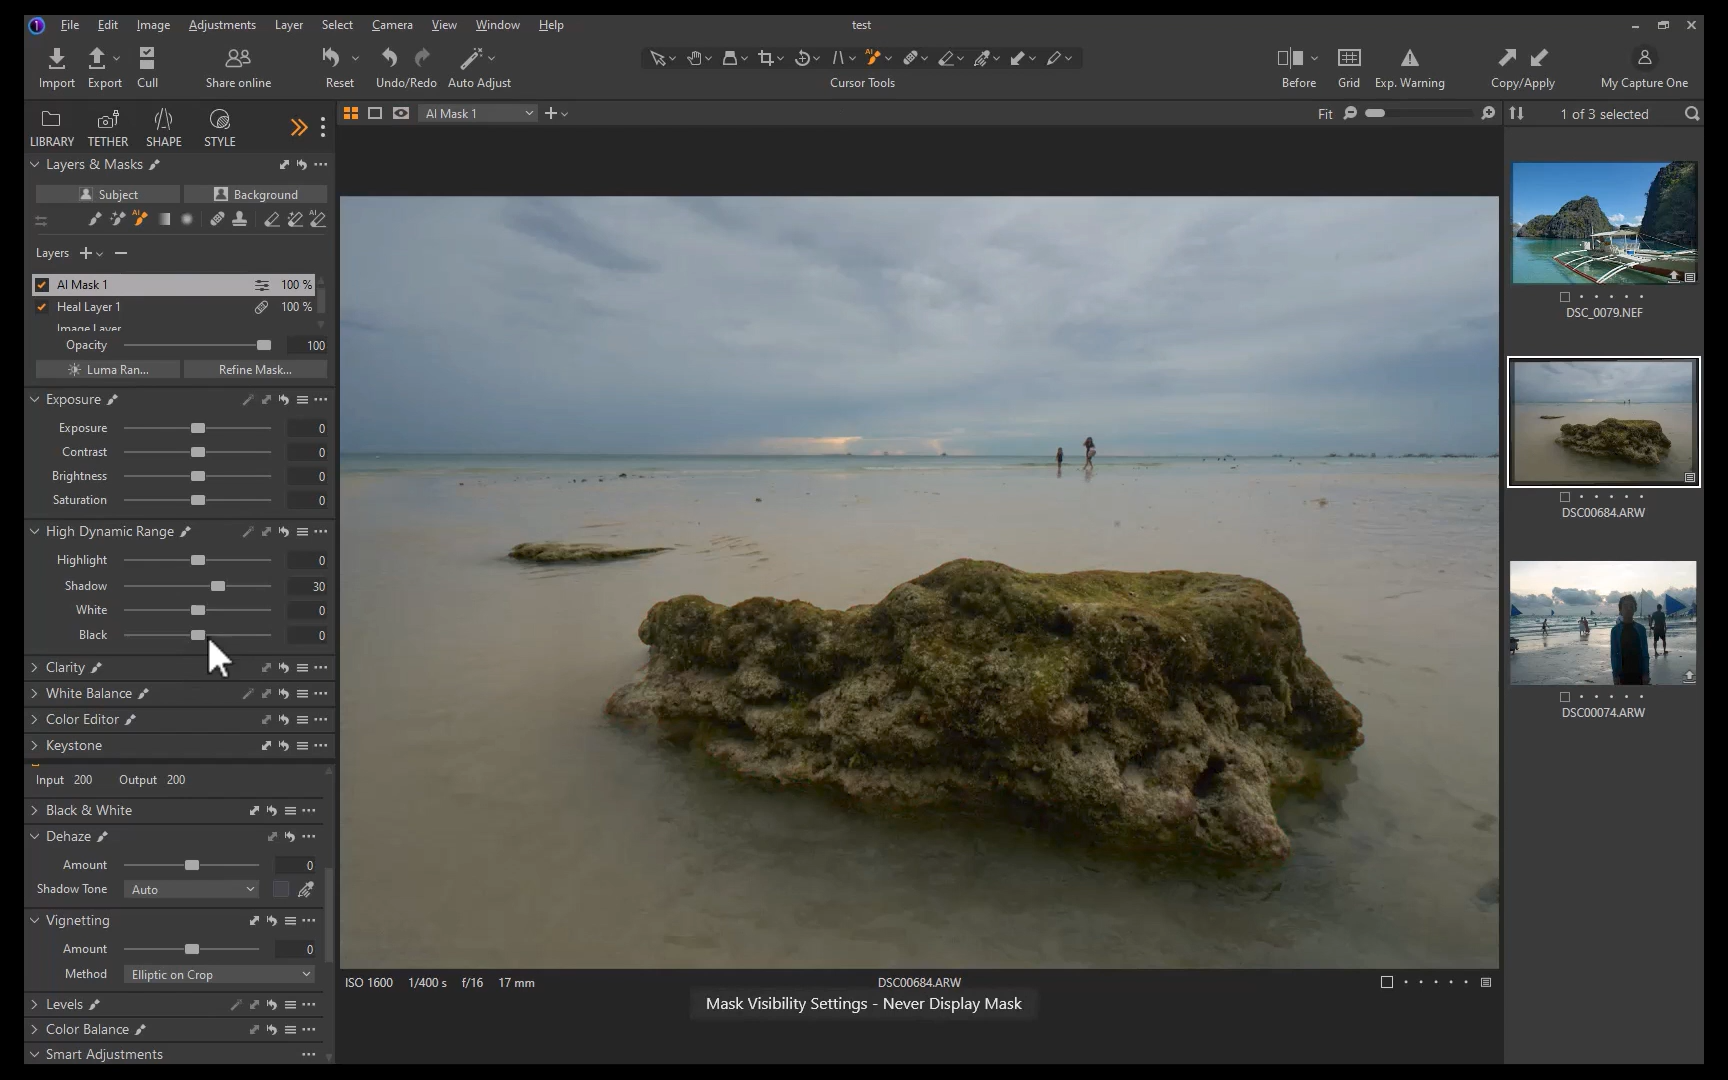 File Edit Image Adjustments Layer Select Camera View Window Help
test
Import Export Cull Share online Reset Undo/Redo Auto Adjust Cursor Tools Before Grid Exp. Warning Copy/Apply My Capture One
LIBRARY TETHER SHAPE STYLE
AI Mask 1
Fit
1 of 3 selected
Layers & Masks
Subject Background
AI AI
Layers
AI Mask 1 100 %
Heal Layer 1 100 %
Image Layer
Opacity 100
Luma Ran... Refine Mask...
Exposure
Exposure 0
Contrast 0
Brightness 0
Saturation 0
High Dynamic Range
Highlight 0
Shadow 30
White 0
Black 0
Clarity
White Balance
Color Editor
Keystone
Input 200 Output 200
Black & White
Dehaze
Amount 0
Shadow Tone Auto
Vignetting
Amount 0
Method Elliptic on Crop
Levels
Color Balance
Smart Adjustments
ISO 1600 1/400 s f/16 17 mm
DSC00684.ARW
Mask Visibility Settings - Never Display Mask
DSC_0079.NEF
DSC00684.ARW
DSC00074.ARW